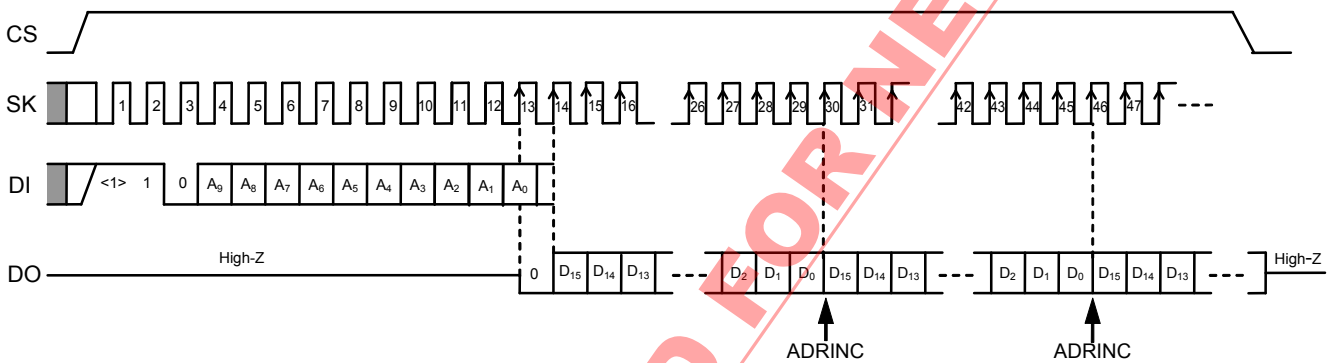 CS
SK 1 2 3 4 5 6 7 8 9 10 11 12 13 14 15 16 26 27 28 29 30 31 42 43 44 45 46 47
DI <1> 1 0 A9 A8 A7 A6 A5 A4 A3 A2 A1 A0
DO High-Z 0 D15 D14 D13 D2 D1 D0 D15 D14 D13 D2 D1 D0 D15 D14 D13 High-Z
ADRINC ADRINC
D FOR NE